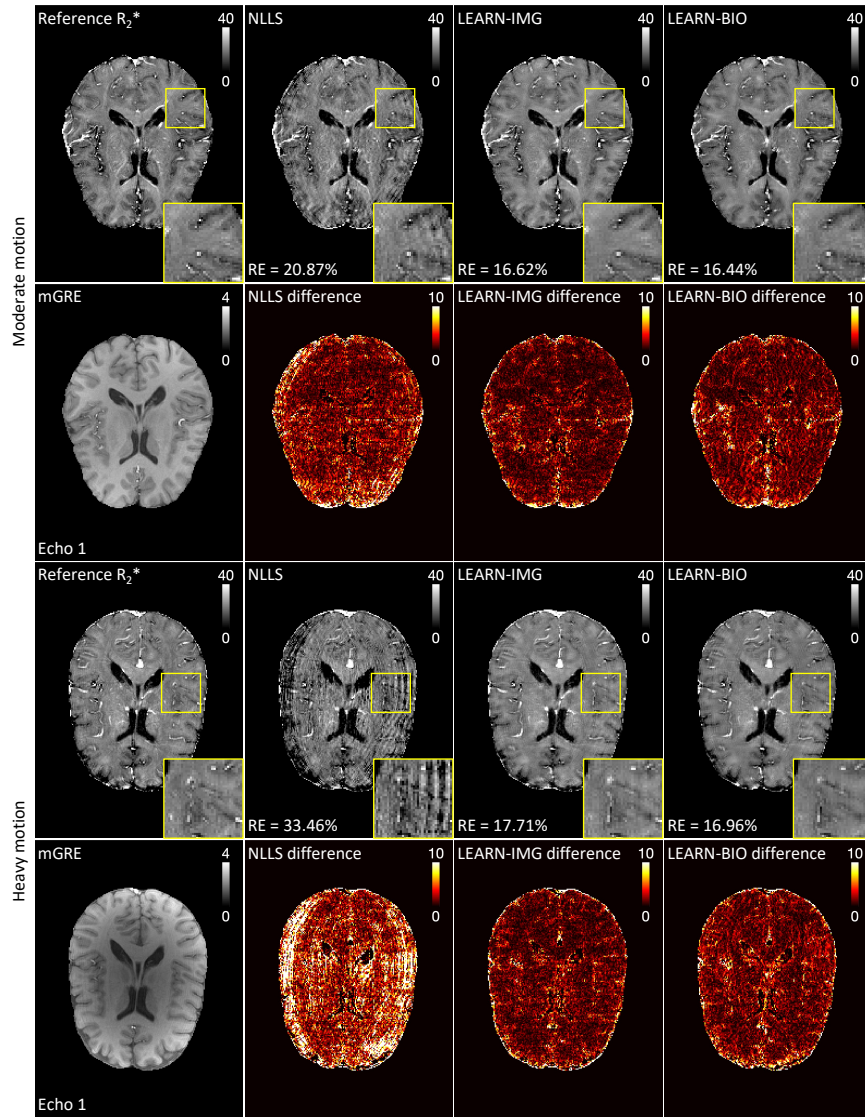 Moderate motion
Reference R₂* 40 0
NLLS 40 0
RE = 20.87%
LEARN-IMG 40 0
RE = 16.62%
LEARN-BIO 40 0
RE = 16.44%
mGRE 4 0
Echo 1
NLLS difference 10 0
LEARN-IMG difference 10 0
LEARN-BIO difference 10 0
Heavy motion
Reference R₂* 40 0
NLLS 40 0
RE = 33.46%
LEARN-IMG 40 0
RE = 17.71%
LEARN-BIO 40 0
RE = 16.96%
mGRE 4 0
Echo 1
NLLS difference 10 0
LEARN-IMG difference 10 0
LEARN-BIO difference 10 0